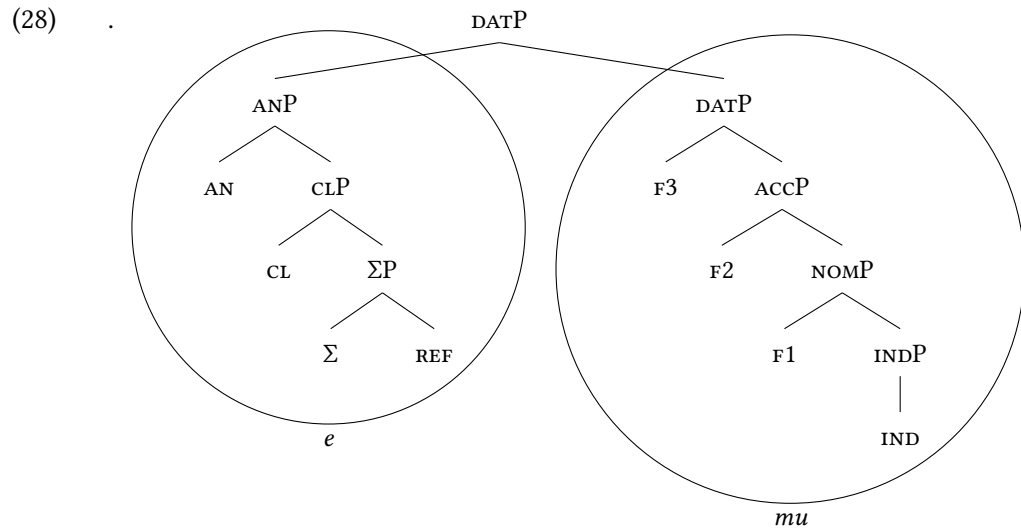 (28) .
DATP
ANP DATP
AN CLP F3 ACCP
CL ΣP F2 NOMP
Σ REF F1 INDP
e IND
mu